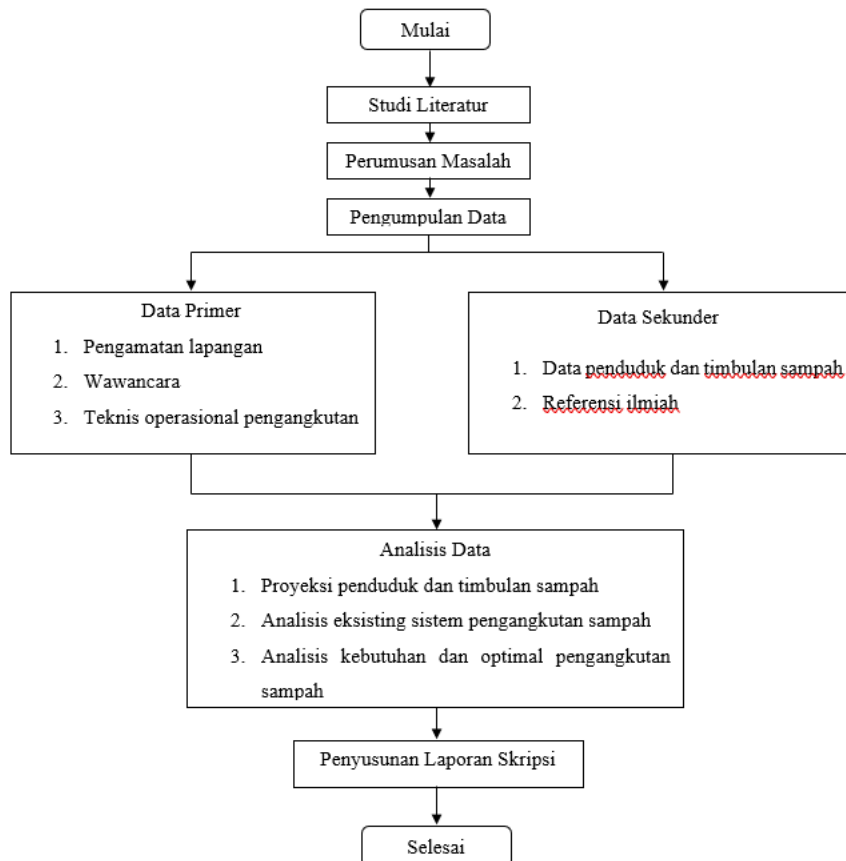 Mulai
Studi Literatur
Perumusan Masalah
Pengumpulan Data
Data Primer
1. Pengamatan lapangan
2. Wawancara
3. Teknis operasional pengangkutan
Data Sekunder
1. Data penduduk dan timbulan sampah
2. Referensi ilmiah
Analisis Data
1. Proyeksi penduduk dan timbulan sampah
2. Analisis eksisting sistem pengangkutan sampah
3. Analisis kebutuhan dan optimal pengangkutan
sampah
Penyusunan Laporan Skripsi
Selesai